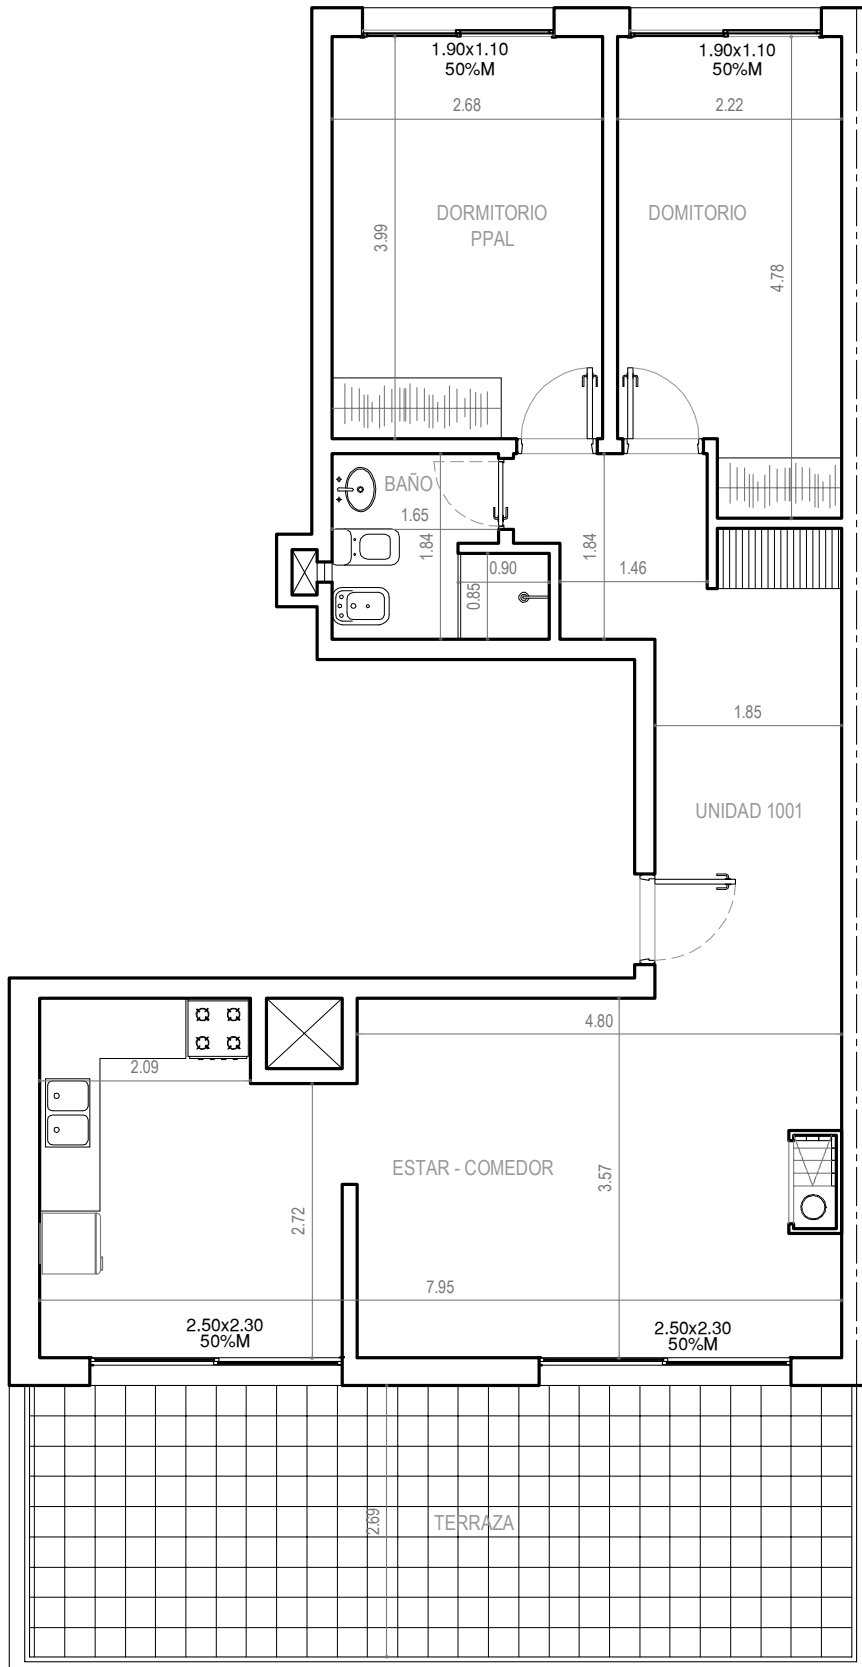 1.90x1.10
50%M
1.90x1.10
50%M
2.68
2.22
DORMITORIO
PPAL
DOMITORIO
3.99
4.78
BAÑO
1.65
1.84
0.90
0.85
1.84
1.46
1.85
UNIDAD 1001
4.80
2.09
ESTAR - COMEDOR
3.57
2.72
7.95
2.50x2.30
50%M
2.50x2.30
50%M
2.69
TERRAZA